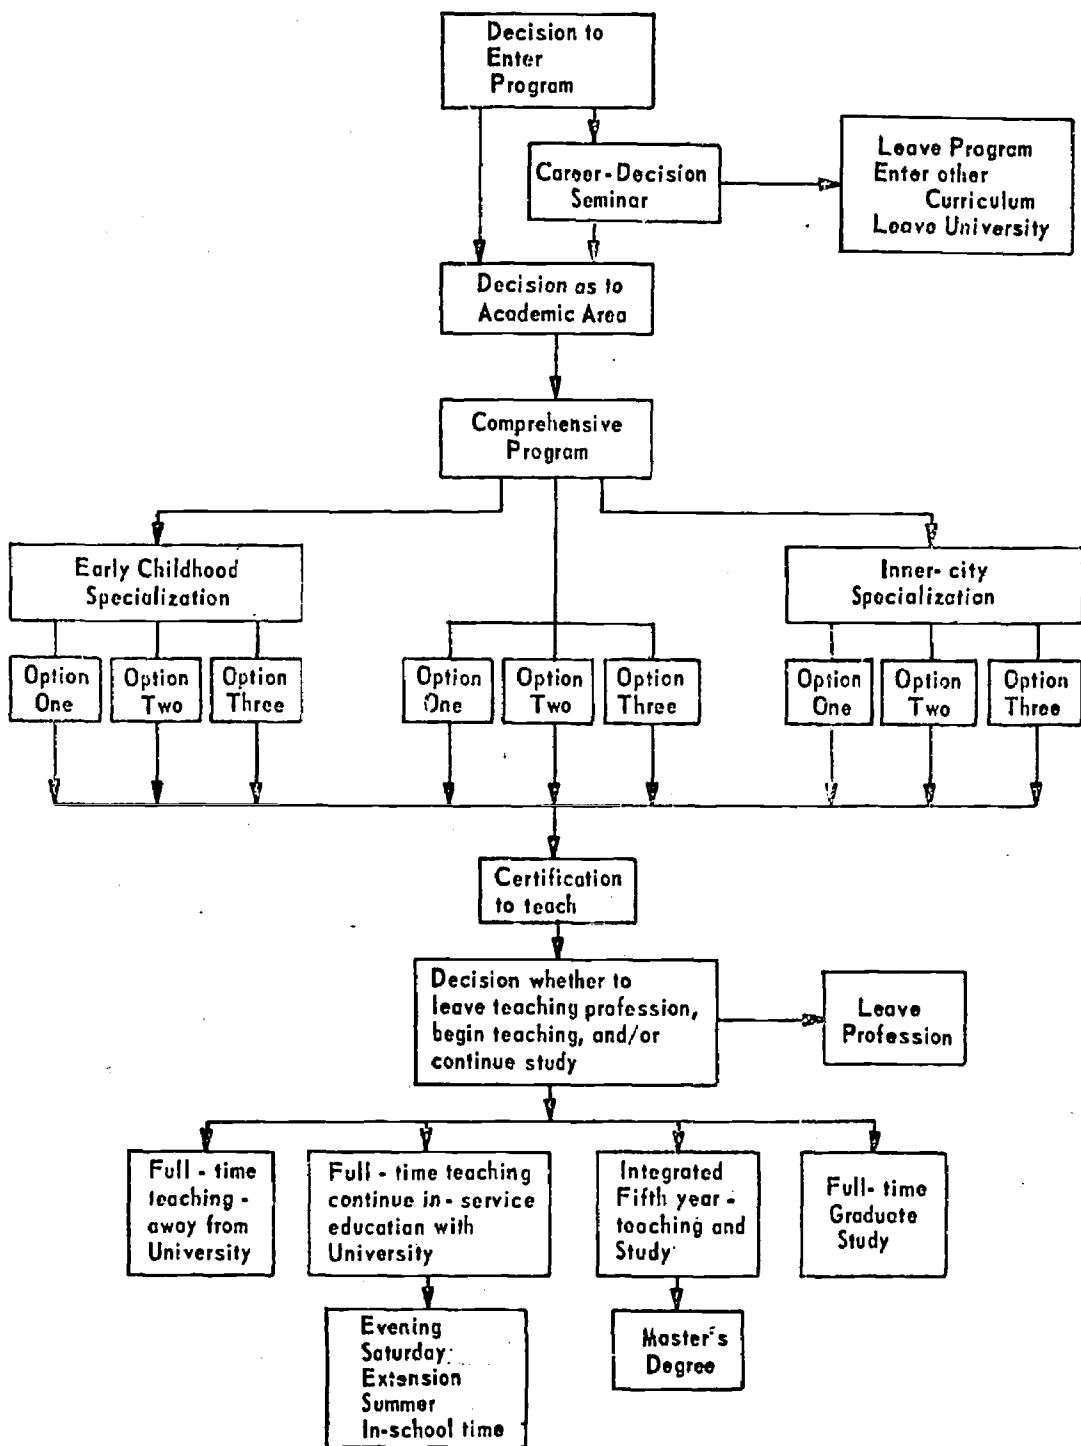 Decision to
Enter
Program
Career-Decision
Seminar
Leave Program
Enter other
Curriculum
Leave University
Decision as to
Academic Area
Comprehensive
Program
Early Childhood
Specialization
Inner-city
Specialization
Option
One
Option
Two
Option
Three
Option
One
Option
Two
Option
Three
Option
One
Option
Two
Option
Three
Certification
to teach
Decision whether to
leave teaching profession,
begin teaching, and/or
continue study
Leave
Profession
Full-time
teaching-
away from
University
Full-time teaching
continue in-service
education with
University
Integrated
Fifth year-
teaching and
Study
Full-time
Graduate
Study
Evening
Saturday
Extension
Summer
In-school time
Master's
Degree